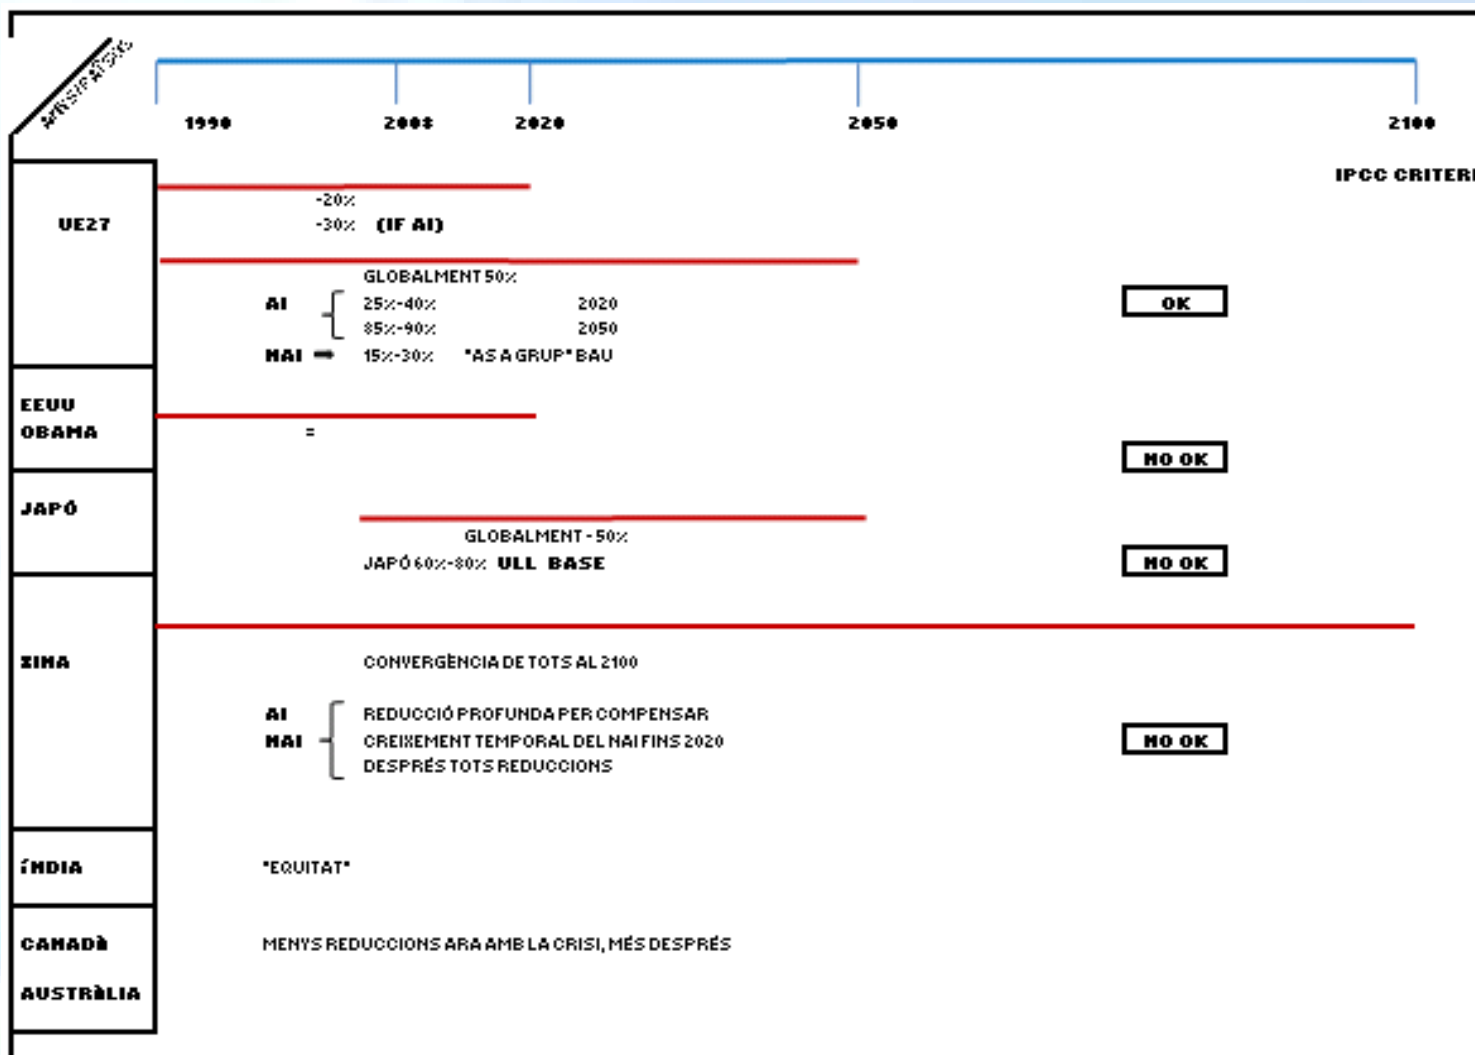 ANYS/PAÏSOS
1990 2008 2020 2050 2100
IPCC CRITERI
UE27
-20%
-30% (IF AI)
GLOBALMENT 50%
AI 25%-40% 2020
85%-90% 2050
NAI 15%-30% "AS A GRUP" BAU
OK
EEUU
OBAMA
=
NO OK
JAPÓ
GLOBALMENT - 50%
JAPÓ 60%-80% ULL BASE
NO OK
XINA
CONVERGÈNCIA DE TOTS AL 2100
AI REDUCCIÓ PROFUNDA PER COMPENSAR
NAI CREIXEMENT TEMPORAL DEL NAI FINS 2020
DESPRÉS TOTS REDUCCIONS
NO OK
ÍNDIA
"EQUITAT"
CANADÀ
MENYS REDUCCIONS ARA AMB LA CRISI, MÉS DESPRÉS
AUSTRÀLIA